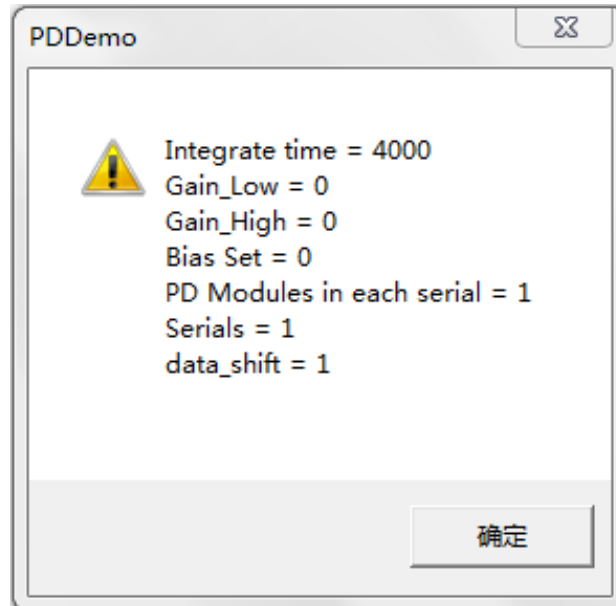 PDDemo
Integrate time = 4000
Gain_Low = 0
Gain_High = 0
Bias Set = 0
PD Modules in each serial = 1
Serials = 1
data_shift = 1
确定